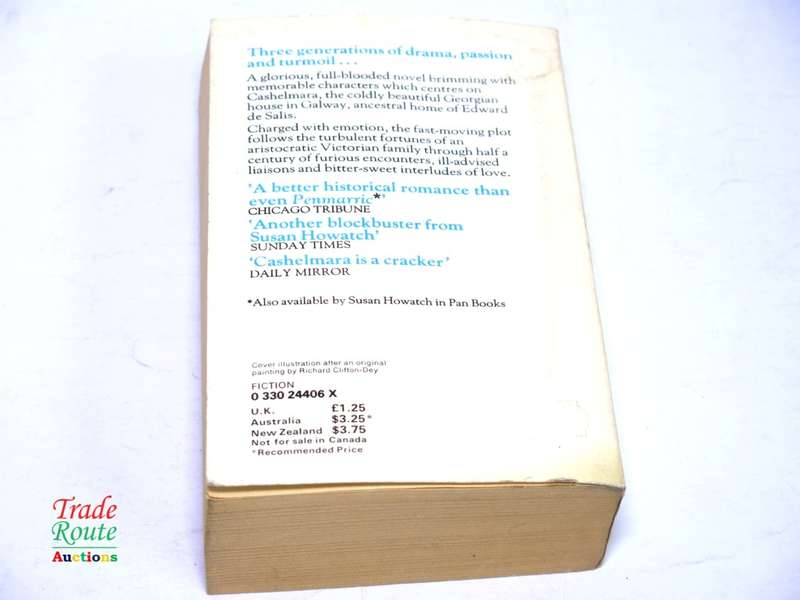 Three generations of drama, passion
and turmoil . . .
A glorious, full-blooded novel brimming with
memorable characters which centres on
Cashelmara, the coldly beautiful Georgian
house in Galway, ancestral home of Edward
de Salis.
Charged with emotion, the fast-moving plot
follows the turbulent fortunes of an
aristocratic Victorian family through half a
century of furious encounters, ill-advised
liaisons and bitter-sweet interludes of love.
'A better historical romance than
even Penmarric*'
CHICAGO TRIBUNE
'Another blockbuster from
Susan Howatch'
SUNDAY TIMES
'Cashelmara is a cracker'
DAILY MIRROR
*Also available by Susan Howatch in Pan Books
Cover illustration after an original
painting by Richard Clifton-Dey
FICTION
0 330 24406 X
U.K. £1.25
Australia $3.25*
New Zealand $3.75
Not for sale in Canada
*Recommended Price
Trade
Route
Auctions